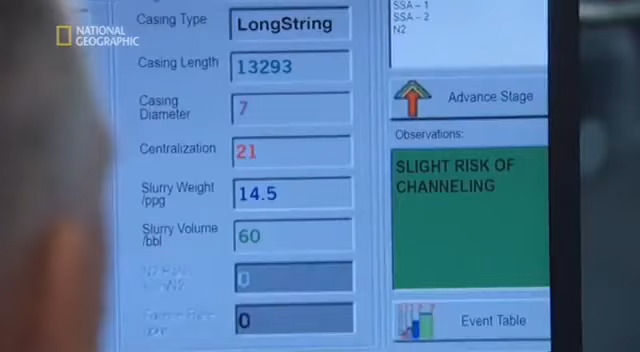 NATIONAL
GEOGRAPHIC
Casing Type
LongString
Casing Length
13293
Casing
Diameter
7
Centralization
21
Slurry Weight
/ppg
14.5
Slurry Volume
/bbl
60
0
0
SSA - 1
SSA - 2
N2
Advance Stage
Observations:
SLIGHT RISK OF
CHANNELING
Event Table